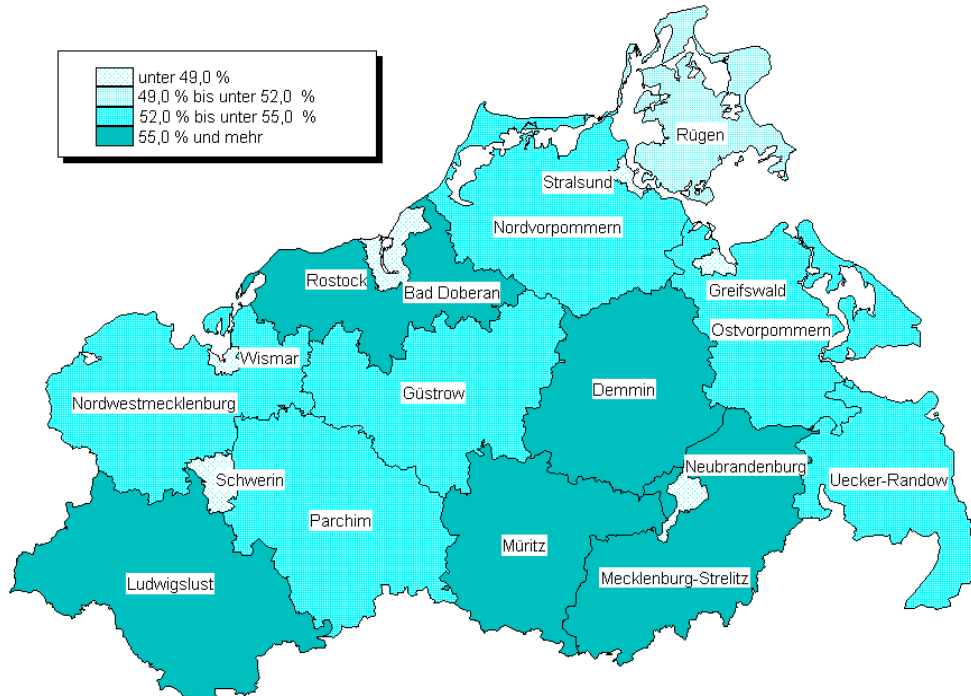 unter 49,0 %
49,0 % bis unter 52,0 %
52,0 % bis unter 55,0 %
55,0 % und mehr
Rügen
Stralsund
Nordvorpommern
Rostock
Bad Doberan
Greifswald
Ostvorpommern
Wismar
Nordwestmecklenburg
Güstrow
Demmin
Schwerin
Neubrandenburg
Uecker-Randow
Parchim
Müritz
Ludwigslust
Mecklenburg-Strelitz